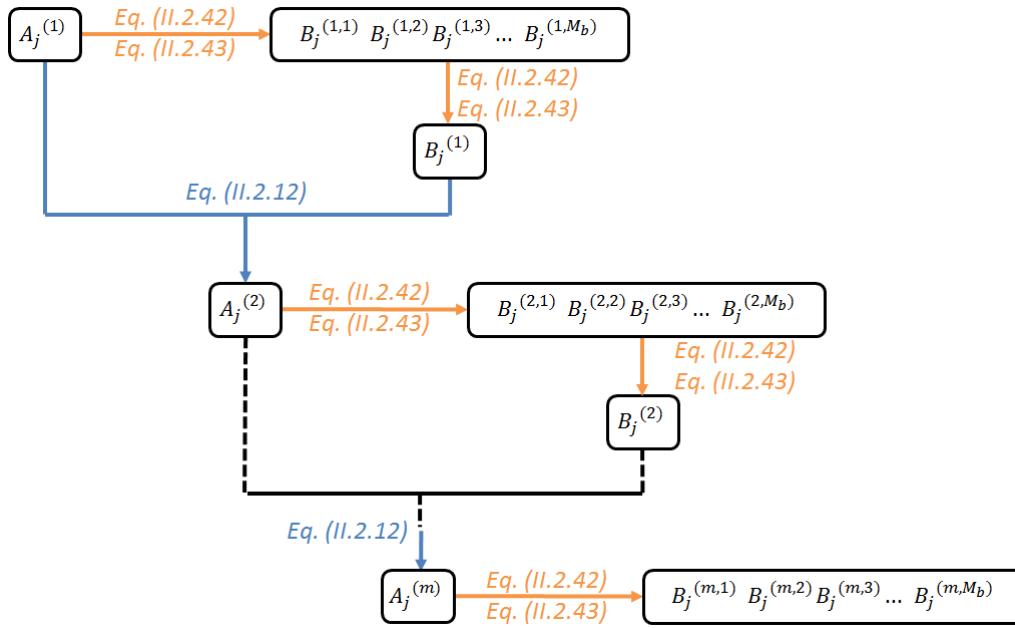 A_j^(1) Eq. (II.2.42) B_j^(1,1) B_j^(1,2) B_j^(1,3) … B_j^(1,M_b)
Eq. (II.2.43)
Eq. (II.2.42)
Eq. (II.2.43)
B_j^(1)
Eq. (II.2.12)
A_j^(2) Eq. (II.2.42) B_j^(2,1) B_j^(2,2) B_j^(2,3) … B_j^(2,M_b)
Eq. (II.2.43)
Eq. (II.2.42)
Eq. (II.2.43)
B_j^(2)
Eq. (II.2.12)
A_j^(m) Eq. (II.2.42) B_j^(m,1) B_j^(m,2) B_j^(m,3) … B_j^(m,M_b)
Eq. (II.2.43)